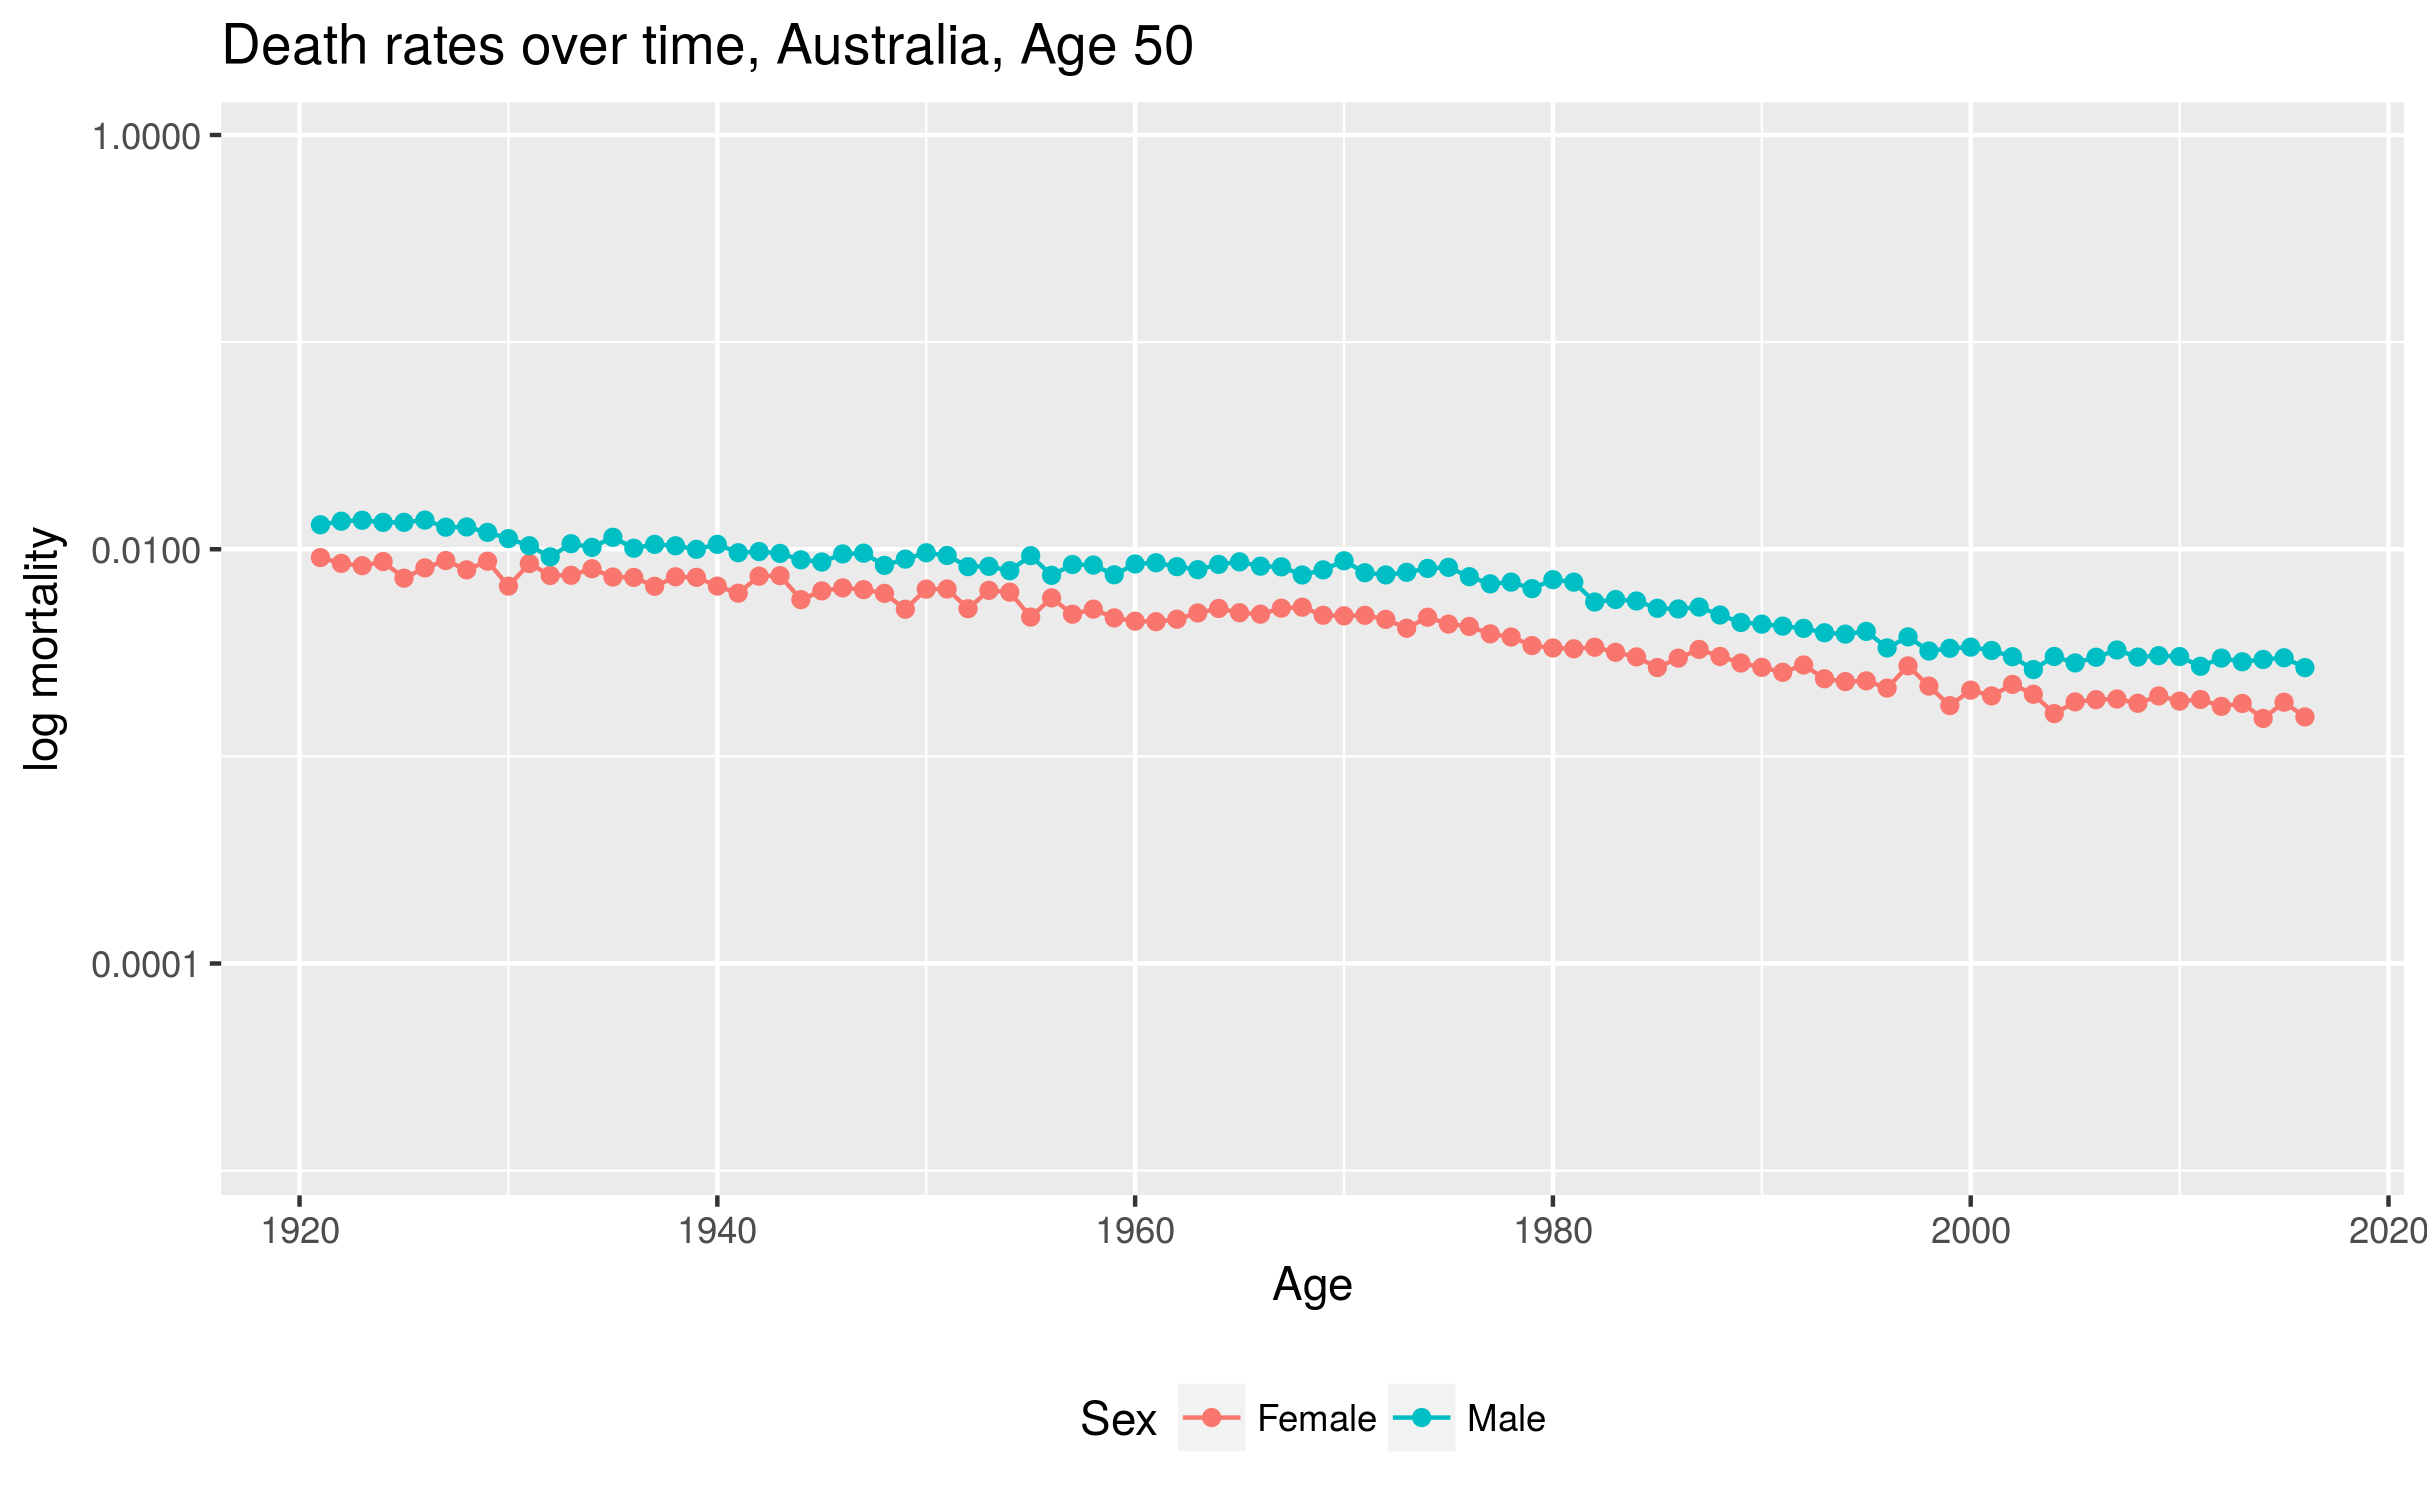 Death rates over time, Australia, Age 50
1.0000
0.0100
0.0001
log mortality
1920 1940 1960 1980 2000 2020
Age
Sex Female Male